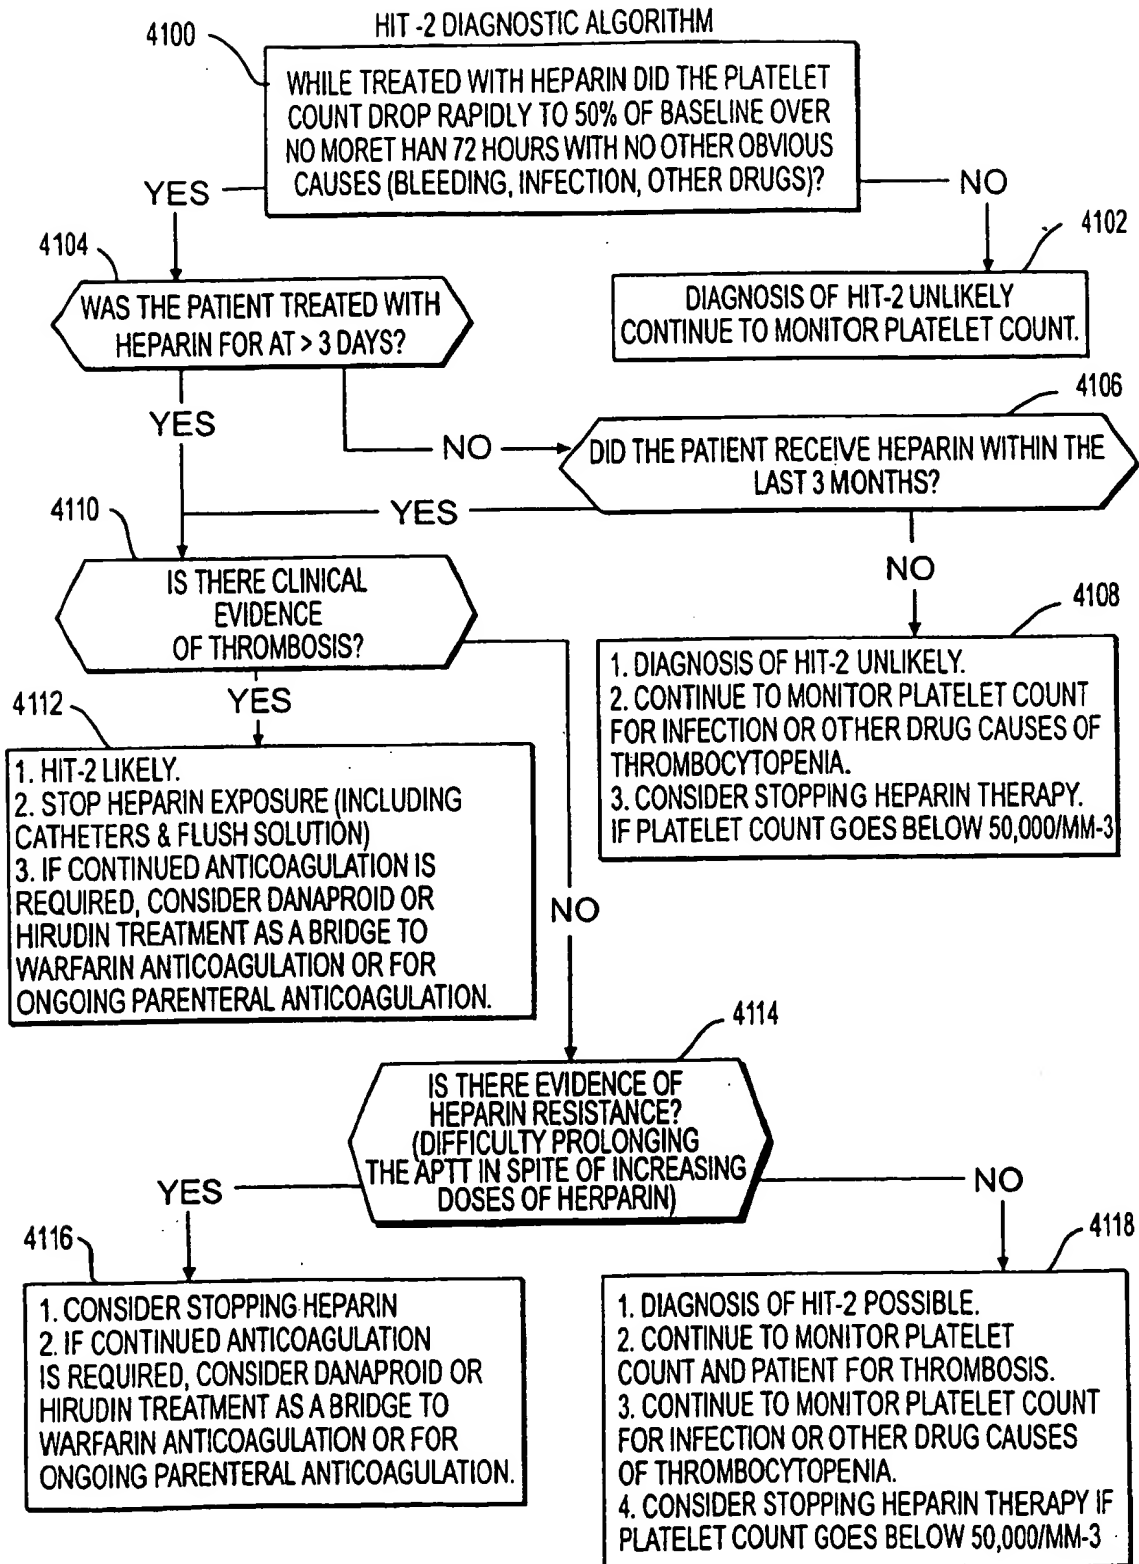 HIT -2 DIAGNOSTIC ALGORITHM
4100
WHILE TREATED WITH HEPARIN DID THE PLATELET
COUNT DROP RAPIDLY TO 50% OF BASELINE OVER
NO MORET HAN 72 HOURS WITH NO OTHER OBVIOUS
CAUSES (BLEEDING, INFECTION, OTHER DRUGS)?
YES
NO
4102
DIAGNOSIS OF HIT-2 UNLIKELY
CONTINUE TO MONITOR PLATELET COUNT.
4104
WAS THE PATIENT TREATED WITH
HEPARIN FOR AT > 3 DAYS?
YES
NO
4106
DID THE PATIENT RECEIVE HEPARIN WITHIN THE
LAST 3 MONTHS?
YES
NO
4108
1. DIAGNOSIS OF HIT-2 UNLIKELY.
2. CONTINUE TO MONITOR PLATELET COUNT
FOR INFECTION OR OTHER DRUG CAUSES OF
THROMBOCYTOPENIA.
3. CONSIDER STOPPING HEPARIN THERAPY.
IF PLATELET COUNT GOES BELOW 50,000/MM-3
4110
IS THERE CLINICAL
EVIDENCE
OF THROMBOSIS?
YES
NO
4112
1. HIT-2 LIKELY.
2. STOP HEPARIN EXPOSURE (INCLUDING
CATHETERS & FLUSH SOLUTION)
3. IF CONTINUED ANTICOAGULATION IS
REQUIRED, CONSIDER DANAPROID OR
HIRUDIN TREATMENT AS A BRIDGE TO
WARFARIN ANTICOAGULATION OR FOR
ONGOING PARENTERAL ANTICOAGULATION.
4114
IS THERE EVIDENCE OF
HEPARIN RESISTANCE?
(DIFFICULTY PROLONGING
THE APTT IN SPITE OF INCREASING
DOSES OF HERPARIN)
YES
NO
4116
1. CONSIDER STOPPING HEPARIN
2. IF CONTINUED ANTICOAGULATION
IS REQUIRED, CONSIDER DANAPROID OR
HIRUDIN TREATMENT AS A BRIDGE TO
WARFARIN ANTICOAGULATION OR FOR
ONGOING PARENTERAL ANTICOAGULATION.
4118
1. DIAGNOSIS OF HIT-2 POSSIBLE.
2. CONTINUE TO MONITOR PLATELET
COUNT AND PATIENT FOR THROMBOSIS.
3. CONTINUE TO MONITOR PLATELET COUNT
FOR INFECTION OR OTHER DRUG CAUSES
OF THROMBOCYTOPENIA.
4. CONSIDER STOPPING HEPARIN THERAPY IF
PLATELET COUNT GOES BELOW 50,000/MM-3